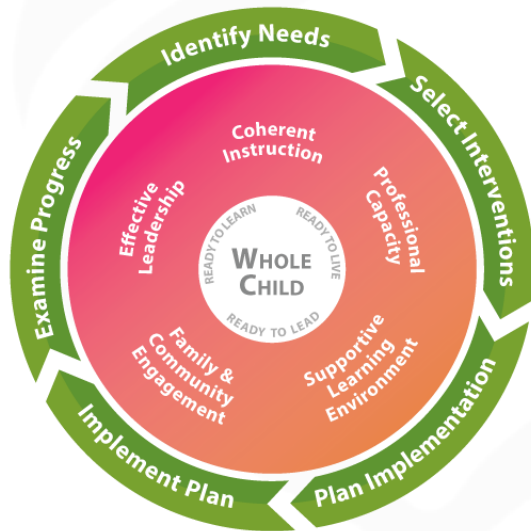 Identify Needs
Select Interventions
Plan Implementation
Implement Plan
Examine Progress
Coherent
Instruction
Professional
Capacity
Supportive
Learning
Environment
Family &
Community
Engagement
Effective
Leadership
READY TO LEARN
READY TO LIVE
READY TO LEAD
WHOLE
CHILD